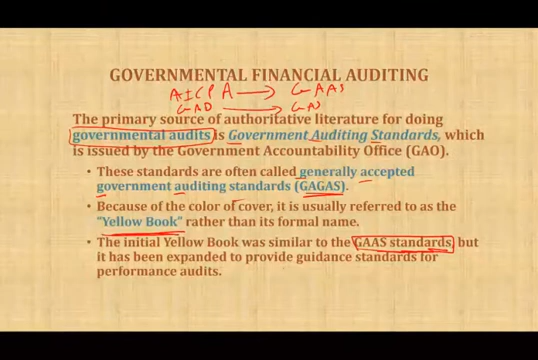 GOVERNMENTAL FINANCIAL AUDITING
AICPA → GAAS
GAO → GAS
The primary source of authoritative literature for doing
governmental audits is Government Auditing Standards, which
is issued by the Government Accountability Office (GAO).
• These standards are often called generally accepted
government auditing standards (GAGAS).
• Because of the color of cover, it is usually referred to as the
“Yellow Book” rather than its formal name.
• The initial Yellow Book was similar to the GAAS standards, but
it has been expanded to provide guidance standards for
performance audits.